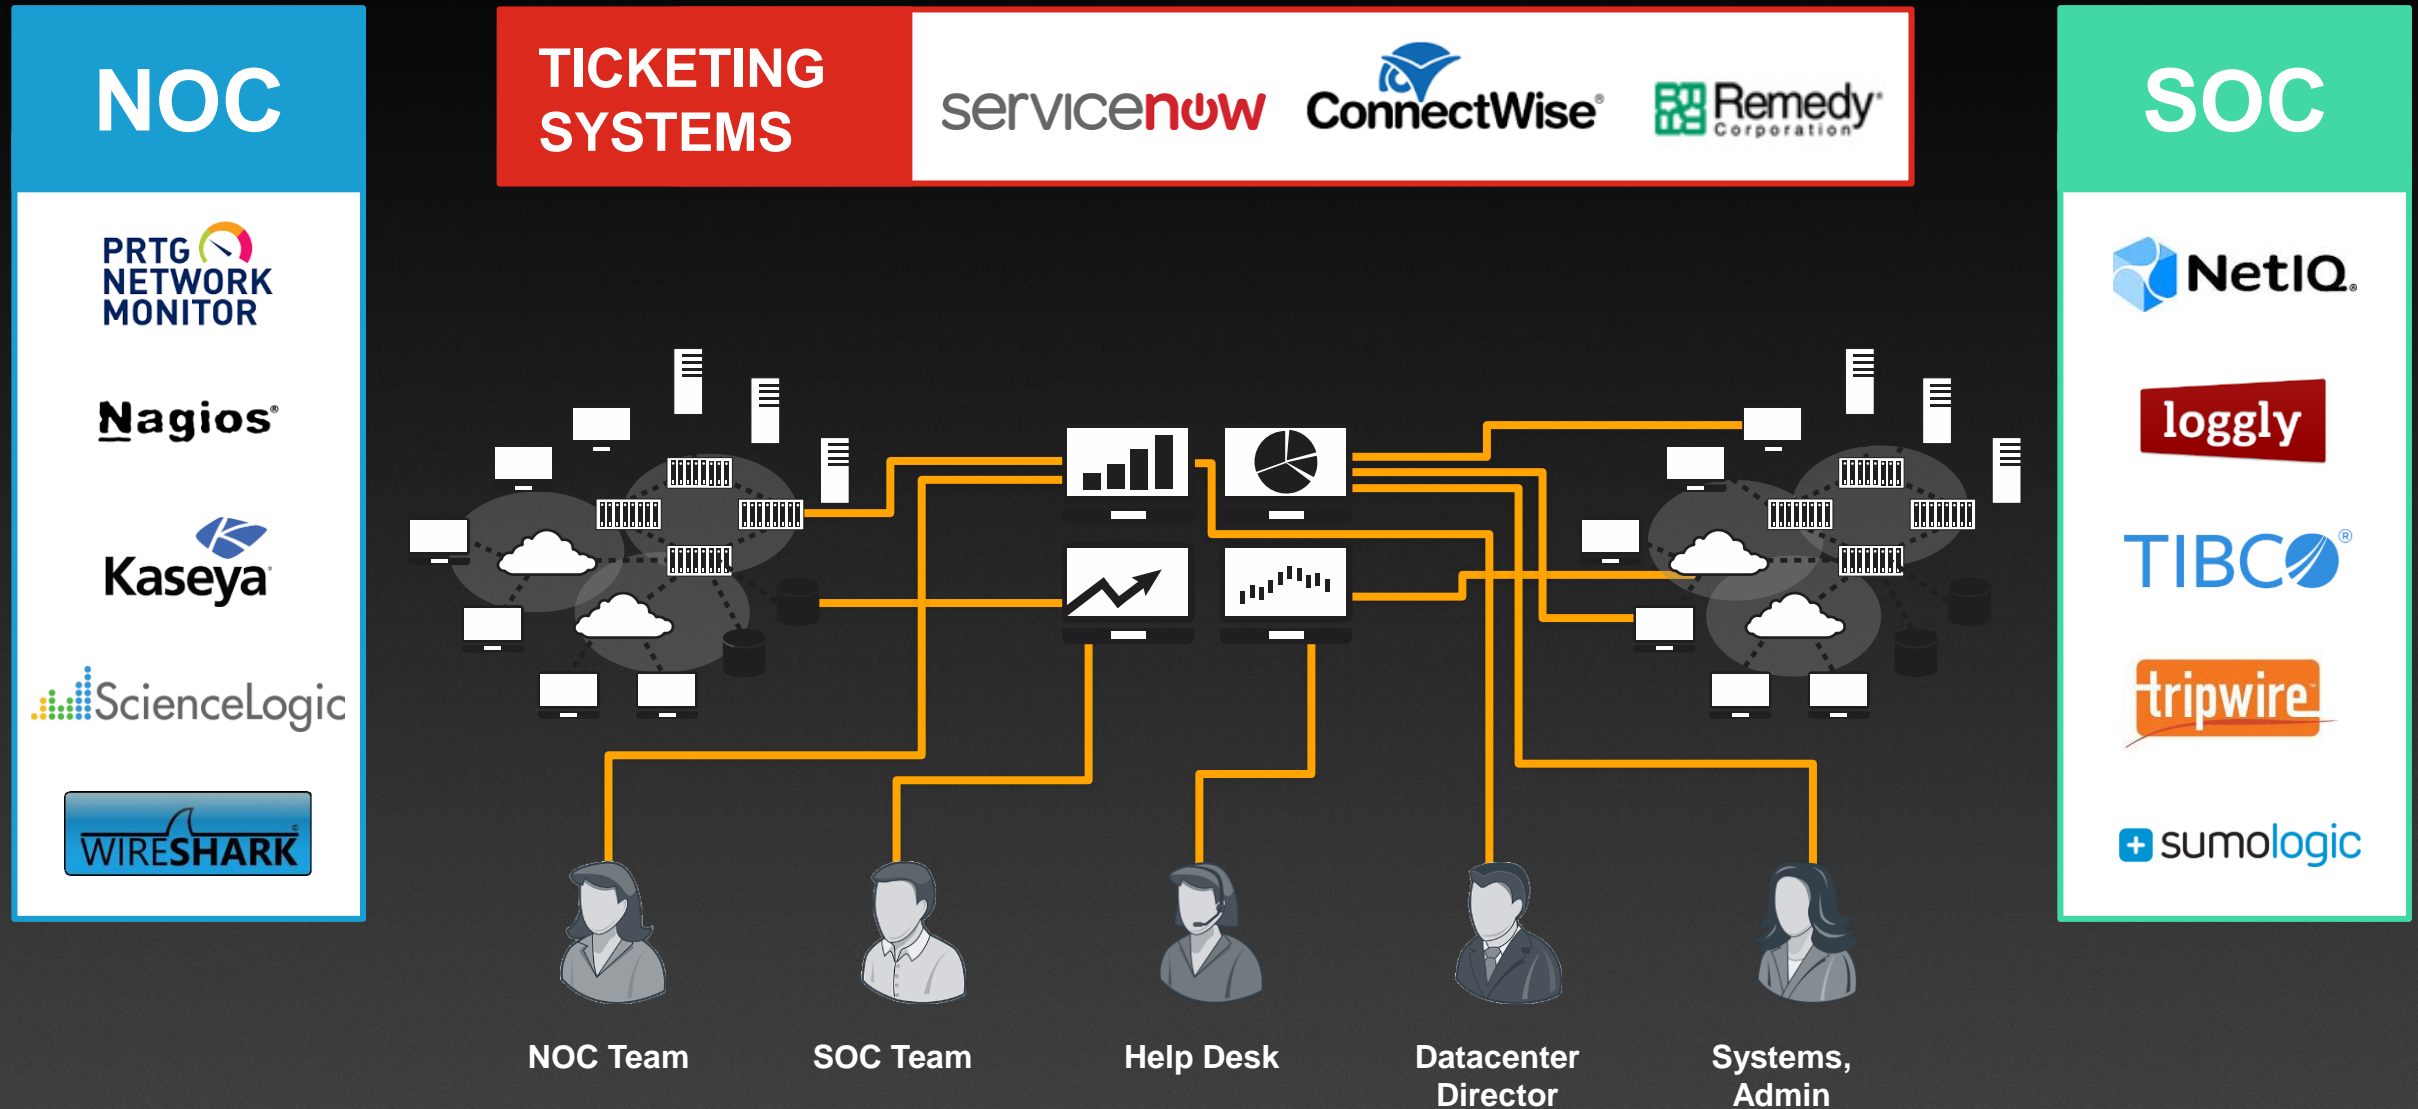 NOC
PRTG
NETWORK
MONITOR
Nagios®
Kaseya
ScienceLogic
WIRESHARK
TICKETING
SYSTEMS
servicenow
ConnectWise®
Remedy
Corporation
SOC
NetIQ®
loggly
TIBCO®
tripwire
sumologic
NOC Team
SOC Team
Help Desk
Datacenter
Director
Systems,
Admin